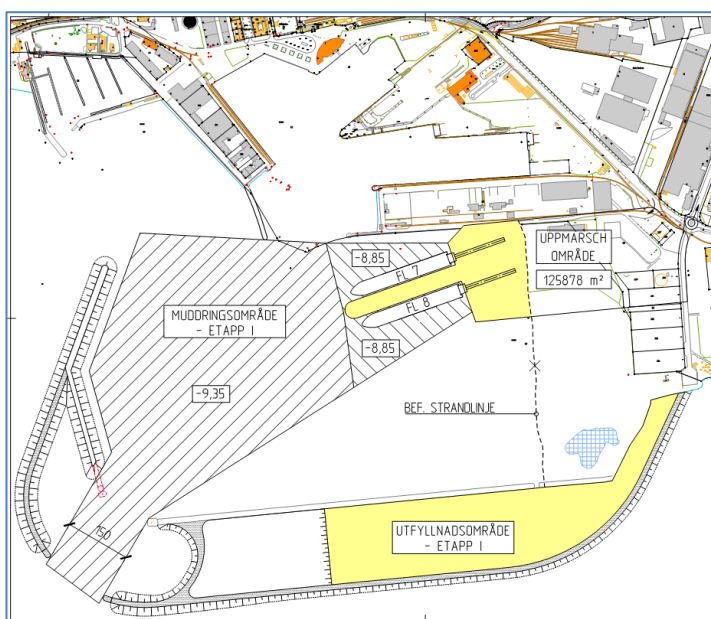 UPPMARSCH
OMRÅDE
125878 m²
-8,85
FL 7
FL 8
-8,85
MUDDRINGSOMRÅDE
- ETAPP I
-9,35
BEF. STRANDLINJE
150
UTFYLLNADSOMRÅDE
- ETAPP I